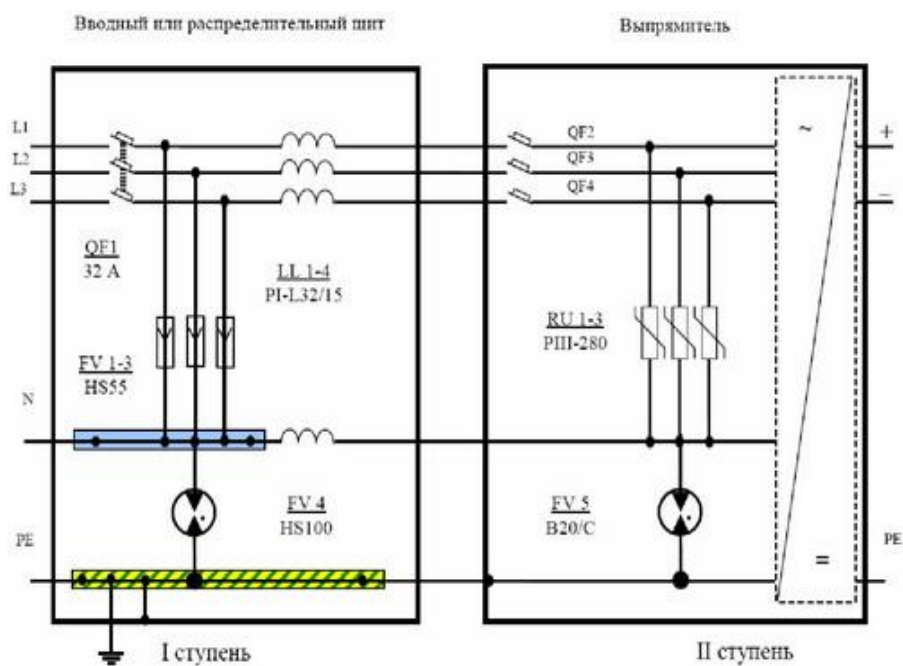 Вводный или распределительный щит
Выпрямитель
L1
L2
L3
QF2
QF3
QF4
~
+
–
QF1
32 A
LL 1-4
PI-L32/15
FV 1-3
HS55
RU 1-3
PIII-280
N
FV 4
HS100
FV 5
B20/C
PE
PE
=
I ступень
II ступень